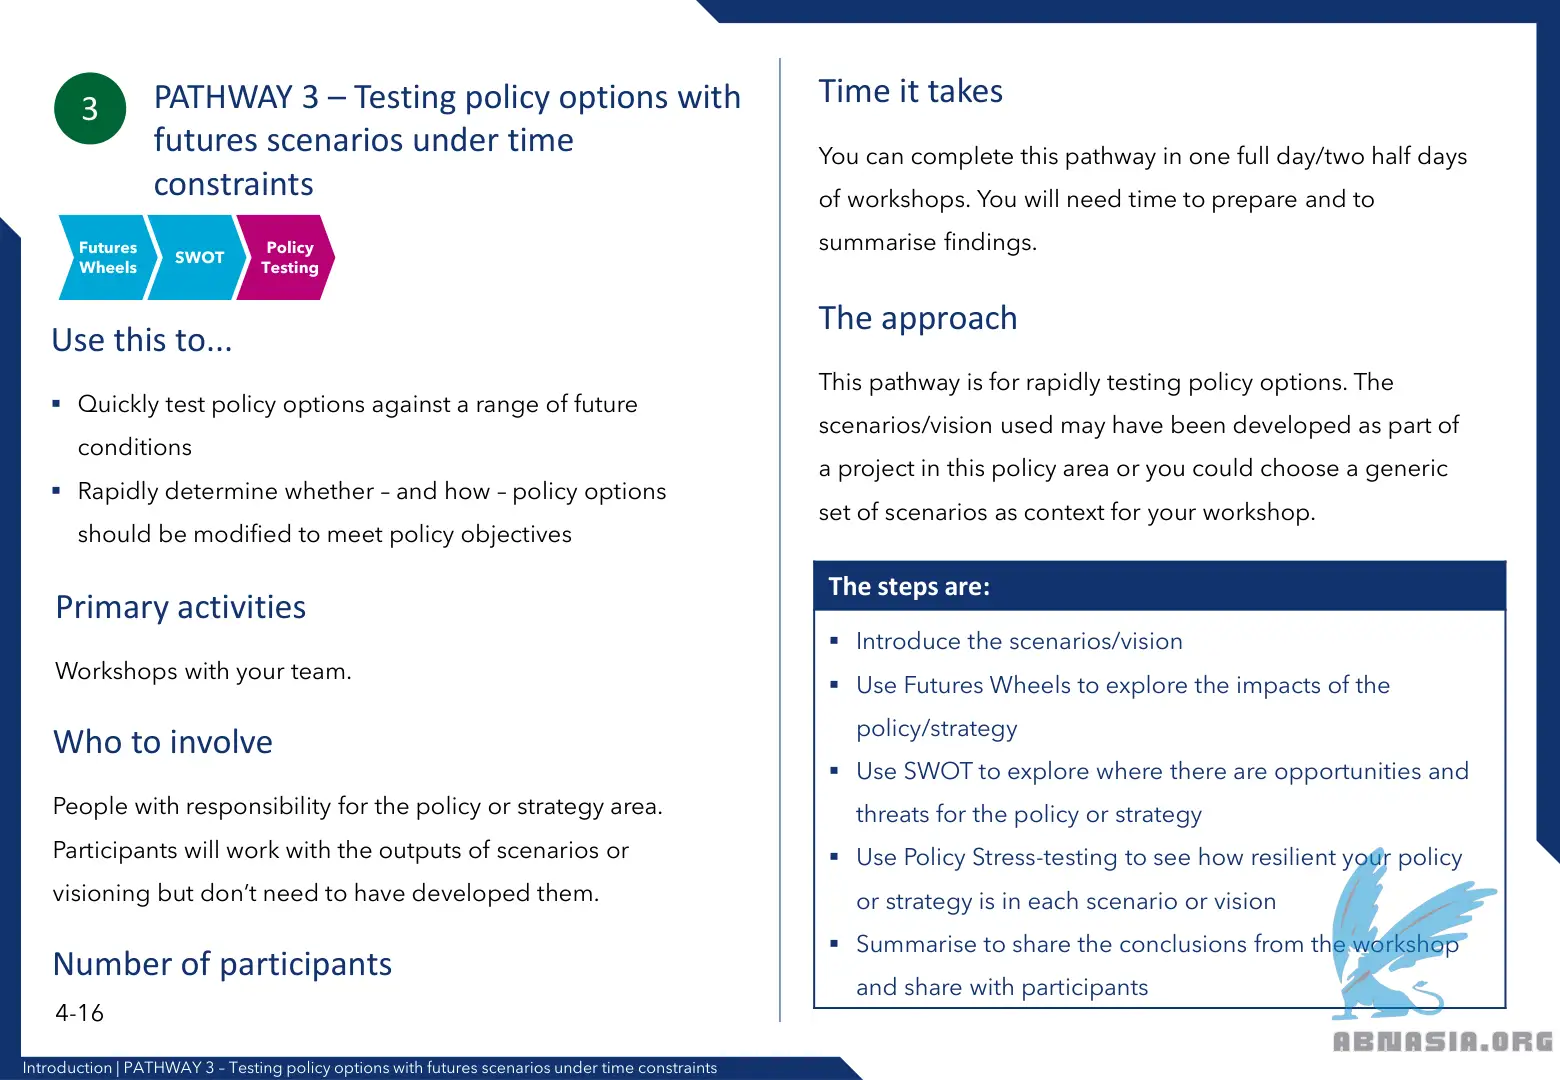 3
PATHWAY 3 – Testing policy options with
futures scenarios under time
constraints
Futures
Wheels
SWOT
Policy
Testing
Use this to...
▪ Quickly test policy options against a range of future
conditions
▪ Rapidly determine whether – and how – policy options
should be modified to meet policy objectives
Primary activities
Workshops with your team.
Who to involve
People with responsibility for the policy or strategy area.
Participants will work with the outputs of scenarios or
visioning but don’t need to have developed them.
Number of participants
4-16
Time it takes
You can complete this pathway in one full day/two half days
of workshops. You will need time to prepare and to
summarise findings.
The approach
This pathway is for rapidly testing policy options. The
scenarios/vision used may have been developed as part of
a project in this policy area or you could choose a generic
set of scenarios as context for your workshop.
The steps are:
▪ Introduce the scenarios/vision
▪ Use Futures Wheels to explore the impacts of the
policy/strategy
▪ Use SWOT to explore where there are opportunities and
threats for the policy or strategy
▪ Use Policy Stress-testing to see how resilient your policy
or strategy is in each scenario or vision
▪ Summarise to share the conclusions from the workshop
and share with participants
ABNASIA.ORG
Introduction | PATHWAY 3 – Testing policy options with futures scenarios under time constraints